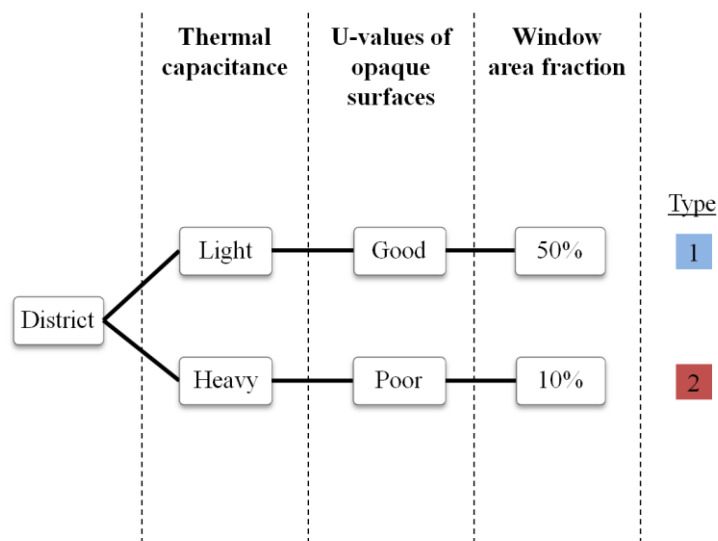 Thermal
capacitance
U-values of
opaque
surfaces
Window
area fraction
Type
Light
Good
50%
1
District
Heavy
Poor
10%
2